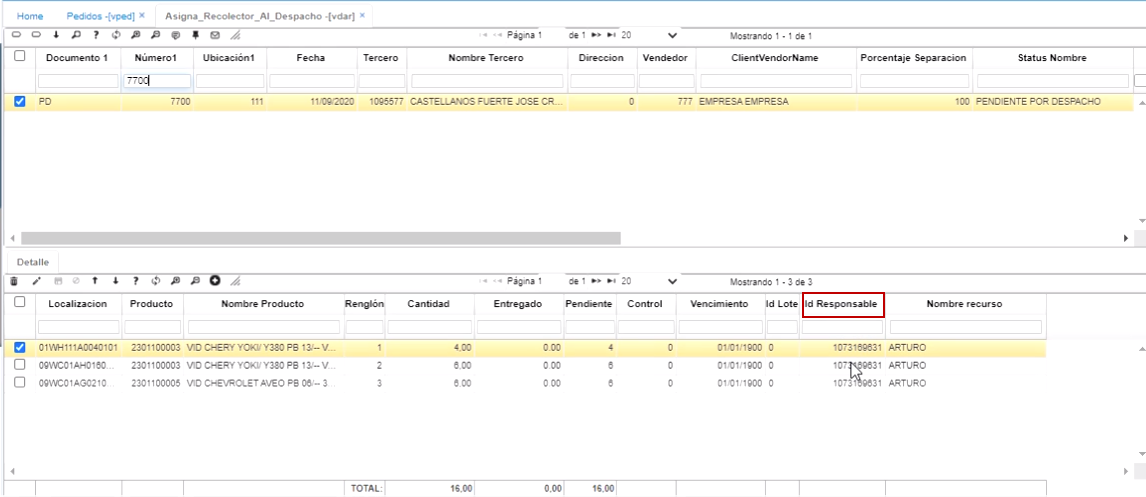 Home Pedidos -[vped] × Asigna_Recolector_Al_Despacho -[vdar] ×
Página 1 de 1 20 Mostrando 1 - 1 de 1
Documento 1 Número1 Ubicación1 Fecha Tercero Nombre Tercero Direccion Vendedor ClientVendorName Porcentaje Separacion Status Nombre
7700
PD 7700 111 11/09/2020 1095577 CASTELLANOS FUERTE JOSE CR... 0 777 EMPRESA EMPRESA 100 PENDIENTE POR DESPACHO
Detalle
Página 1 de 1 20 Mostrando 1 - 3 de 3
Localizacion Producto Nombre Producto Renglón Cantidad Entregado Pendiente Control Vencimiento Id Lote Id Responsable Nombre recurso
01WH111A0040101 2301100003 VID CHERY YOKI/ Y380 PB 13/-- V... 1 4,00 0.00 4 0 01/01/1900 0 1073169631 ARTURO
09WC01AH0160... 2301100003 VID CHERY YOKI/ Y380 PB 13/-- V... 2 6,00 0.00 6 0 01/01/1900 0 1073169631 ARTURO
09WC01AG0210... 2301100005 VID CHEVROLET AVEO PB 06/-- 3... 3 6,00 0.00 6 0 01/01/1900 0 1073169631 ARTURO
TOTAL: 16,00 0,00 16,00